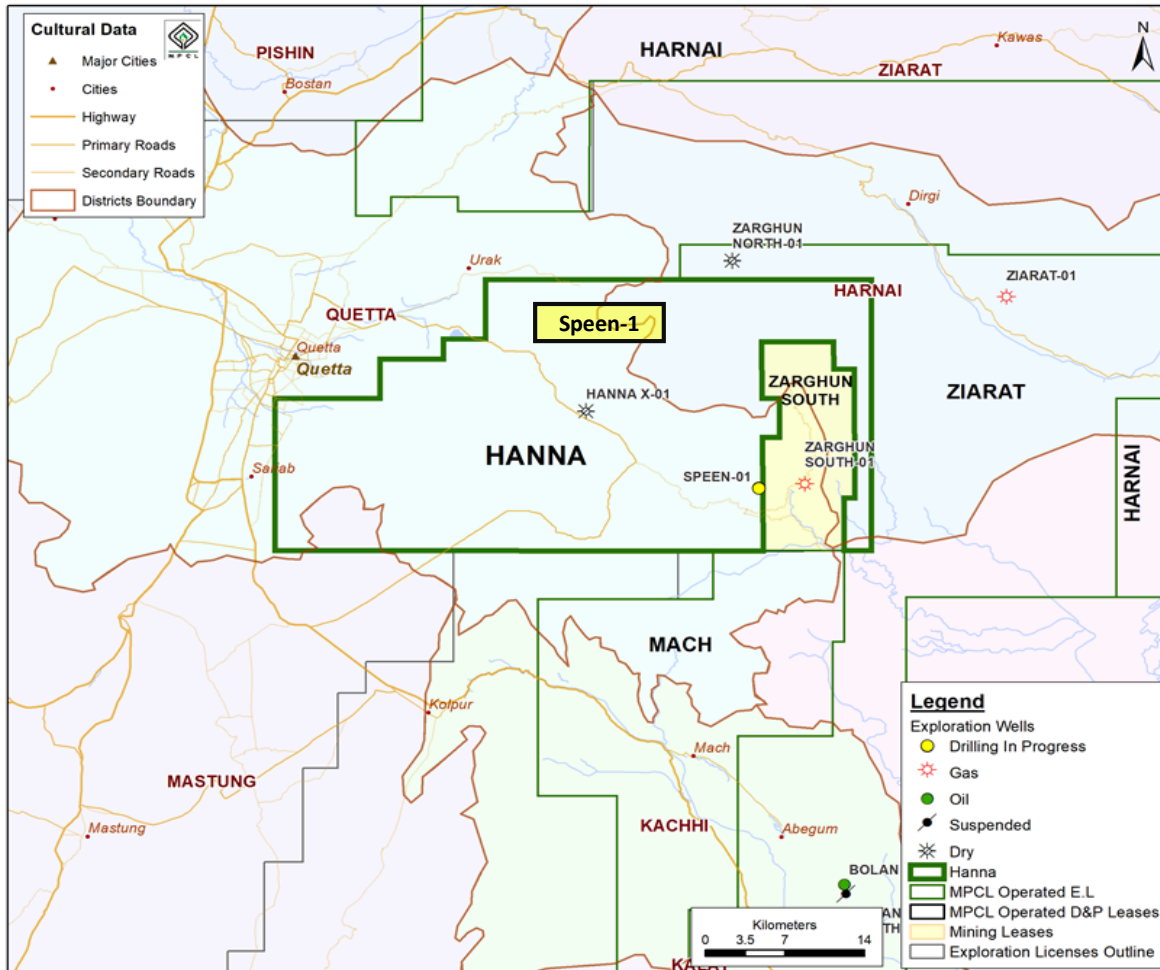 Cultural Data
MPCL
Major Cities
Cities
Highway
Primary Roads
Secondary Roads
Districts Boundary
PISHIN
Bostan
HARNAI
ZIARAT
Kawas
N
Dirgi
Urak
ZARGHUN
NORTH-01
ZIARAT-01
HARNAI
QUETTA
Speen-1
Quetta
Quetta
HANNA X-01
ZARGHUN
SOUTH
ZIARAT
HANNA
ZARGHUN
SOUTH-01
SPEEN-01
HARNAI
MACH
Kolpur
Mach
MASTUNG
Mastung
KACHHI
Abegum
BOLAN
Kilometers
0 3.5 7 14
Legend
Exploration Wells
Drilling In Progress
Gas
Oil
Suspended
Dry
Hanna
MPCL Operated E.L
MPCL Operated D&P Leases
Mining Leases
Exploration Licenses Outline